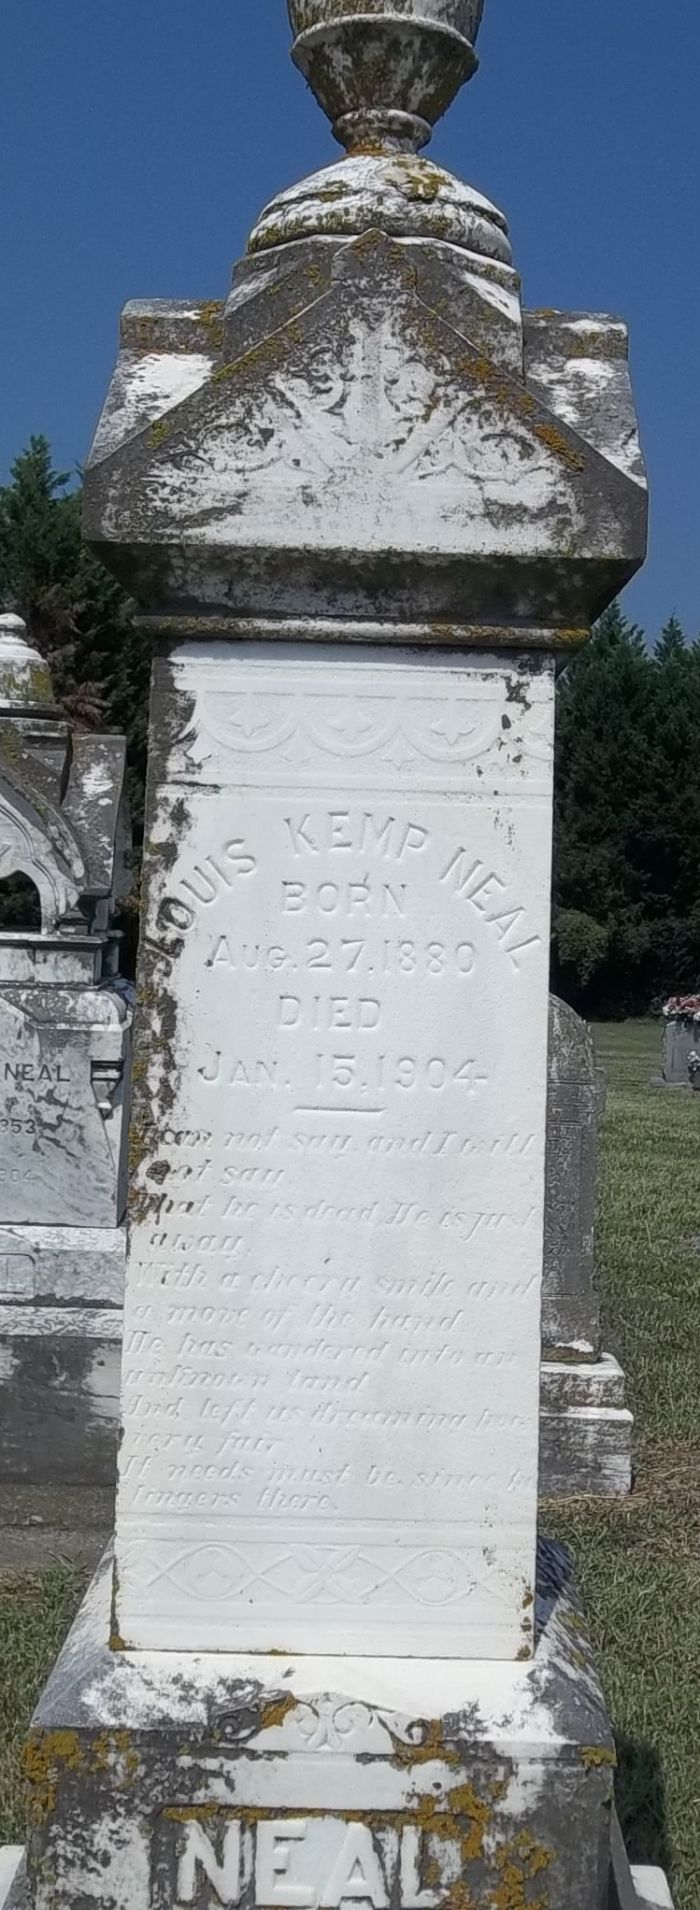 LOUIS KEMP NEAL
BORN
AUG. 27, 1880
DIED
JAN. 15, 1904
I can not say, and I will
not say
That he is dead, He is just
away.
With a cheery smile and
a move of the hand
He has wandered into an
unknown land
And left us dreaming how
very fair
It needs must be, since he
lingers there.
NEAL
NEAL